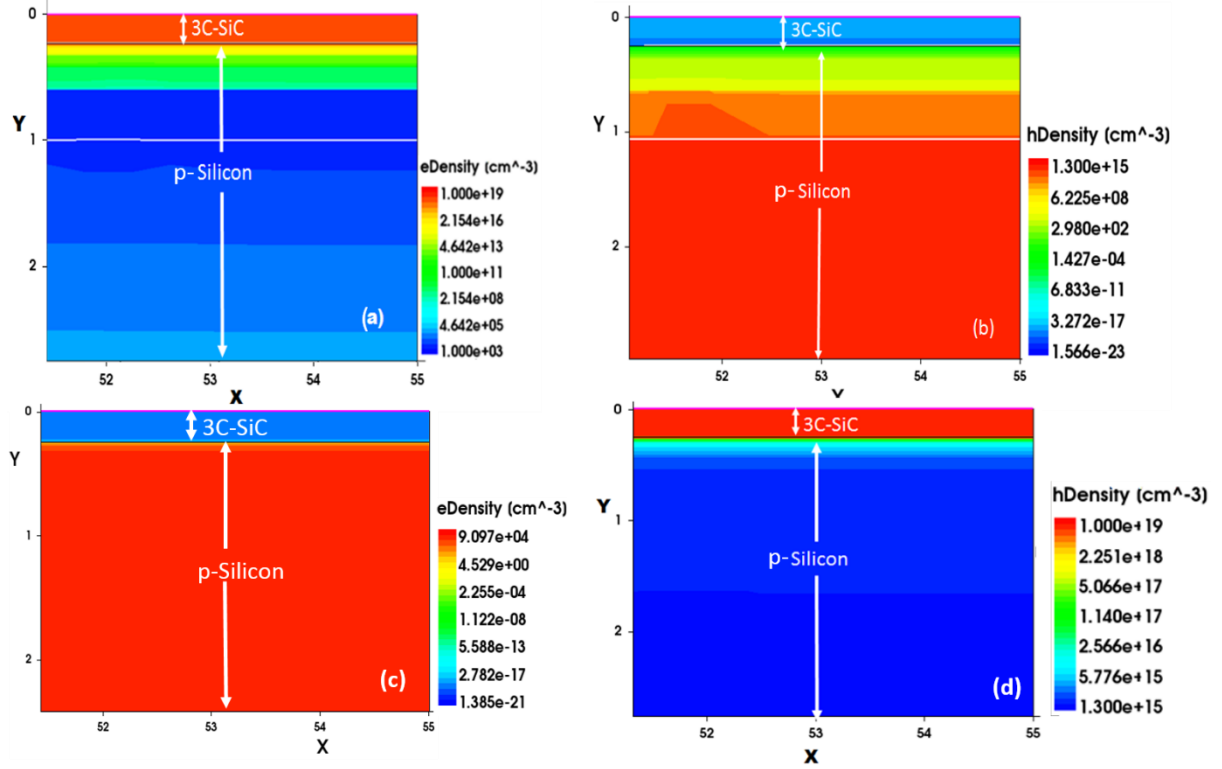 0
3C-SiC
Y
1
p-Silicon
2
(a)
52
53
54
55
X
eDensity (cm^-3)
1.000e+19
2.154e+16
4.642e+13
1.000e+11
2.154e+08
4.642e+05
1.000e+03
0
3C-SiC
Y
1
p-Silicon
2
(b)
52
53
54
55
hDensity (cm^-3)
1.300e+15
6.225e+08
2.980e+02
1.427e-04
6.833e-11
3.272e-17
1.566e-23
0
3C-SiC
Y
1
p-Silicon
2
(c)
52
53
54
55
X
eDensity (cm^-3)
9.097e+04
4.529e+00
2.255e-04
1.122e-08
5.588e-13
2.782e-17
1.385e-21
0
3C-SiC
Y
1
p-Silicon
2
(d)
52
53
54
55
X
hDensity (cm^-3)
1.000e+19
2.251e+18
5.066e+17
1.140e+17
2.566e+16
5.776e+15
1.300e+15